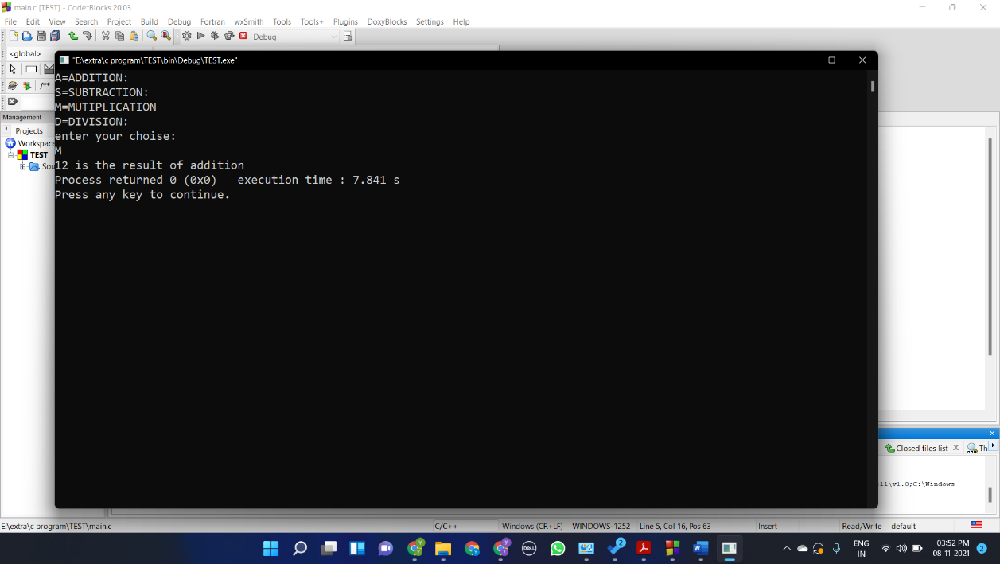 main.c [TEST] - Code::Blocks 20.03
File Edit View Search Project Build Debug Fortran wxSmith Tools Tools+ Plugins DoxyBlocks Settings Help
Debug
<global>
"E:\extra\c program\TEST\bin\Debug\TEST.exe"
A=ADDITION:
S=SUBTRACTION:
/**
M=MUTIPLICATION
D=DIVISION:
Management
enter your choise:
Projects
Workspace
M
TEST
12 is the result of addition
Sou
Process returned 0 (0x0) execution time : 7.841 s
Press any key to continue.
Closed files list
Th
ll\v1.0;C:\Windows
E:\extra\c program\TEST\main.c C/C++ Windows (CR+LF) WINDOWS-1252 Line 5, Col 16, Pos 63 Insert Read/Write default
Y Y DELL 2 W ENG 03:52 PM 2
IN 08-11-2021